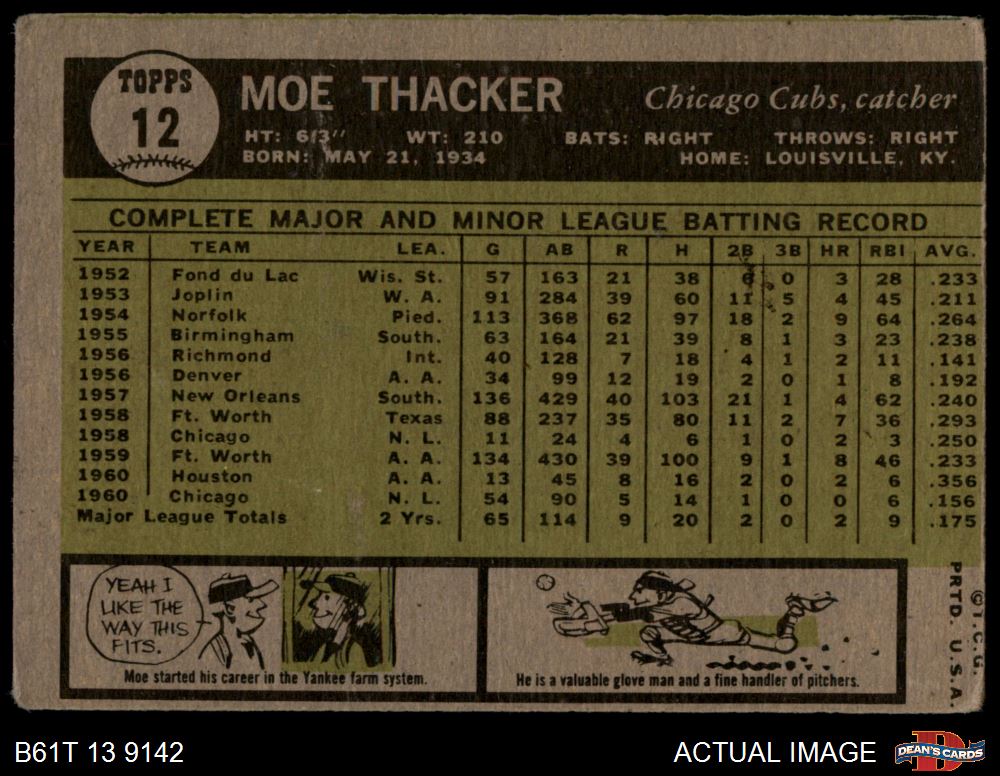 TOPPS
12
MOE THACKER
Chicago Cubs, catcher
HT: 6'3" WT: 210 BATS: RIGHT THROWS: RIGHT
BORN: MAY 21, 1934 HOME: LOUISVILLE, KY.
COMPLETE MAJOR AND MINOR LEAGUE BATTING RECORD
YEAR TEAM LEA. G AB R H 2B 3B HR RBI AVG.
1952 Fond du Lac Wis. St. 57 163 21 38 6 0 3 28 .233
1953 Joplin W. A. 91 284 39 60 11 5 4 45 .211
1954 Norfolk Pied. 113 368 62 97 18 2 9 64 .264
1955 Birmingham South. 63 164 21 39 8 1 3 23 .238
1956 Richmond Int. 40 128 7 18 4 1 2 11 .141
1956 Denver A. A. 34 99 12 19 2 0 1 8 .192
1957 New Orleans South. 136 429 40 103 21 1 4 62 .240
1958 Ft. Worth Texas 88 237 35 80 11 2 7 36 .293
1958 Chicago N. L. 11 24 4 6 1 0 2 3 .250
1959 Ft. Worth A. A. 134 430 39 100 9 1 8 46 .233
1960 Houston A. A. 13 45 8 16 2 0 2 6 .356
1960 Chicago N. L. 54 90 5 14 1 0 0 6 .156
Major League Totals 2 Yrs. 65 114 9 20 2 0 2 9 .175
YEAH I
LIKE THE
WAY THIS
FITS.
Moe started his career in the Yankee farm system.
He is a valuable glove man and a fine handler of pitchers.
©T.C.G.
PRTD. U.S.A.
B61T 13 9142
ACTUAL IMAGE
DEAN'S CARDS